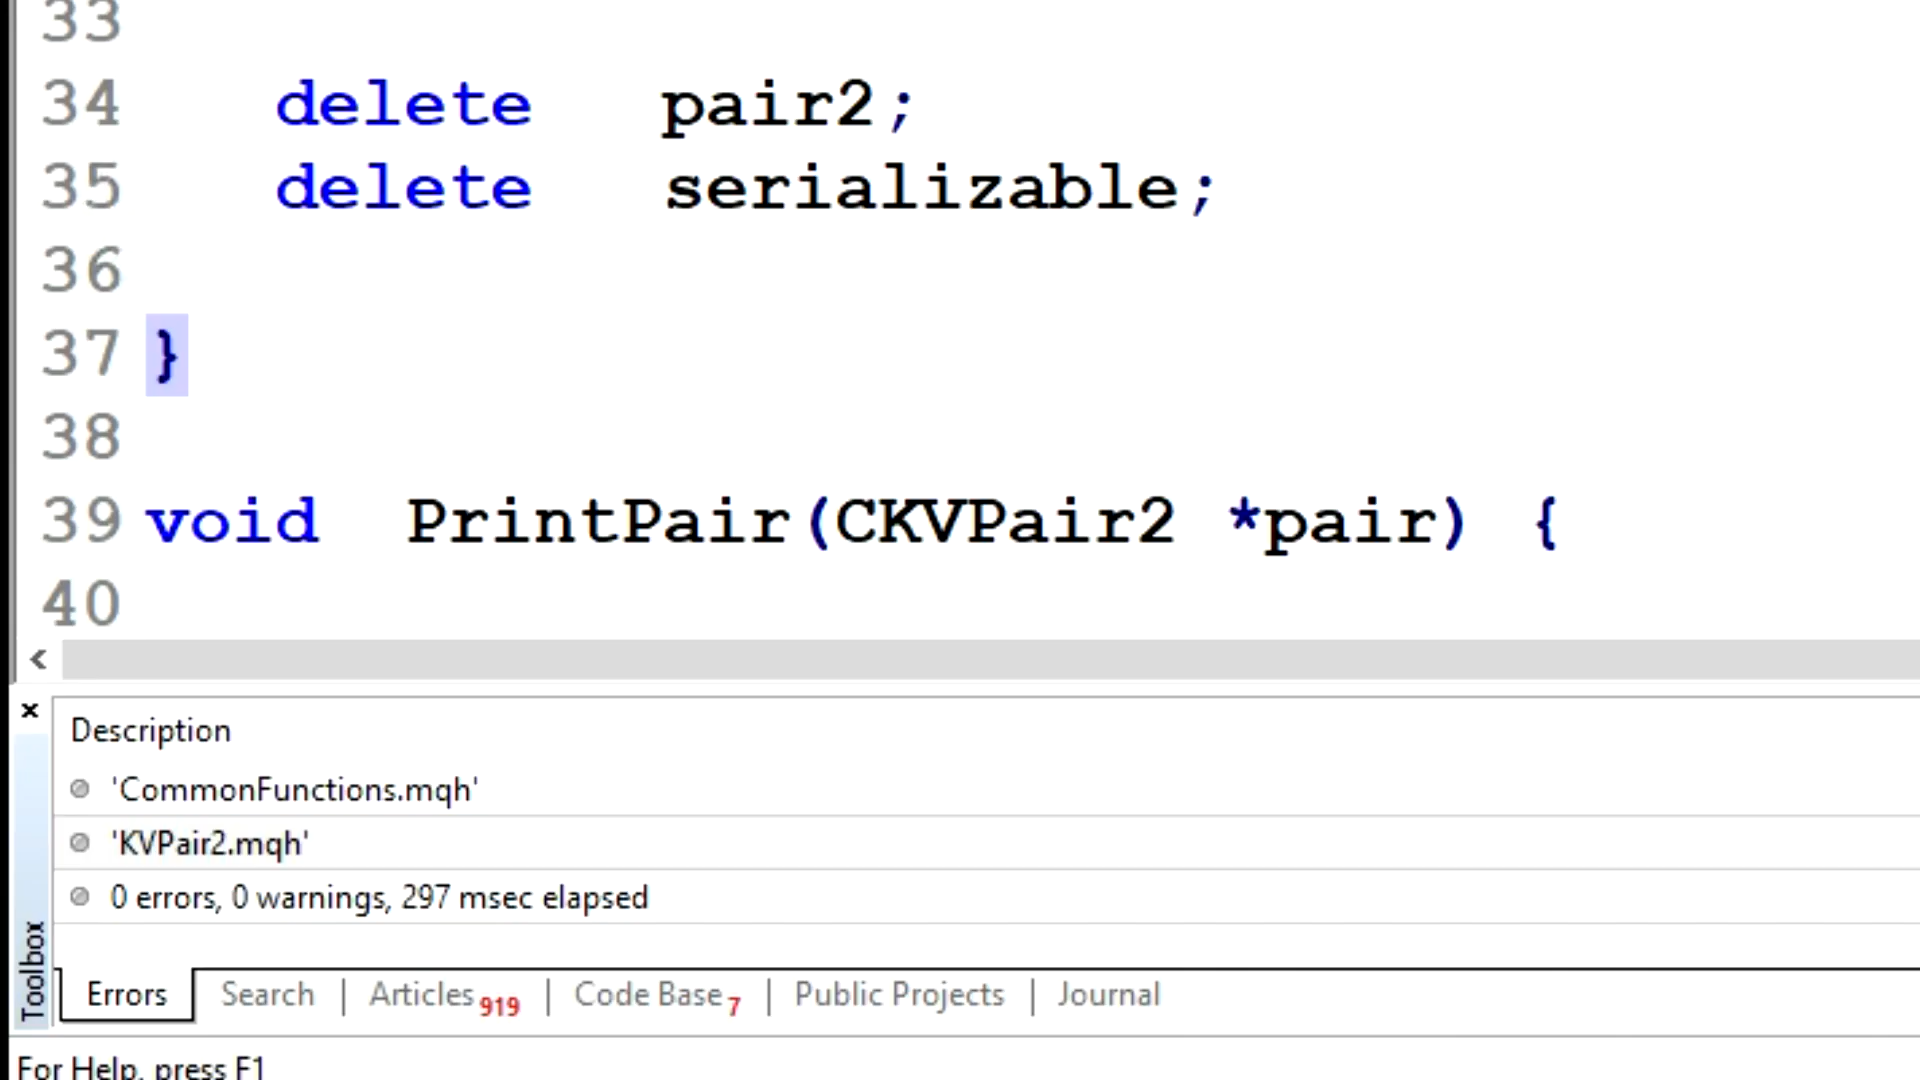 33
34 delete pair2;
35 delete serializable;
36
37 }
38
39 void PrintPair(CKVPair2 *pair) {
40
Description
'CommonFunctions.mqh'
'KVPair2.mqh'
0 errors, 0 warnings, 297 msec elapsed
Toolbox
Errors Search | Articles 919 | Code Base 7 | Public Projects | Journal
For Help, press F1